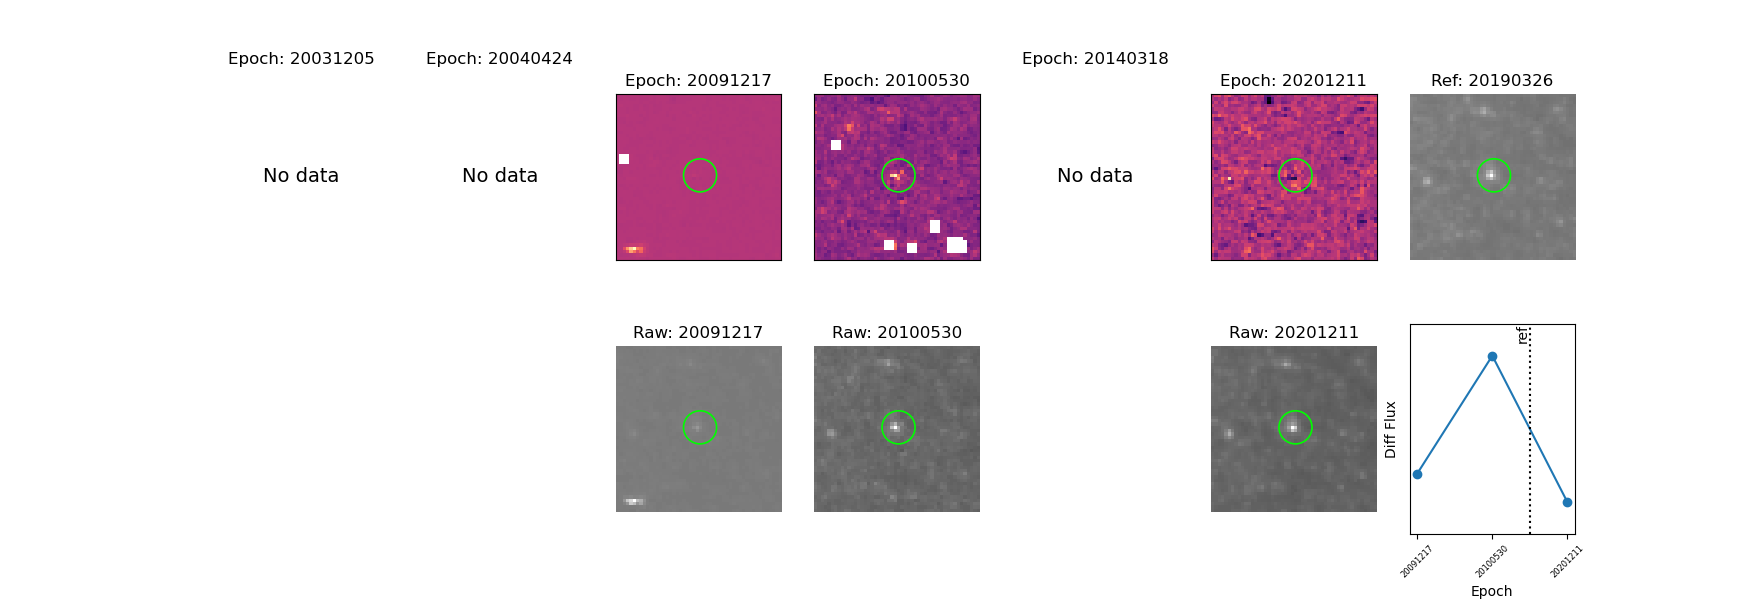 Epoch: 20031205
Epoch: 20040424
Epoch: 20140318
Epoch: 20091217
Epoch: 20100530
Epoch: 20201211
Ref: 20190326
No data
No data
No data
Raw: 20091217
Raw: 20100530
Raw: 20201211
ref
Diff Flux
20091217
20100530
20201211
Epoch